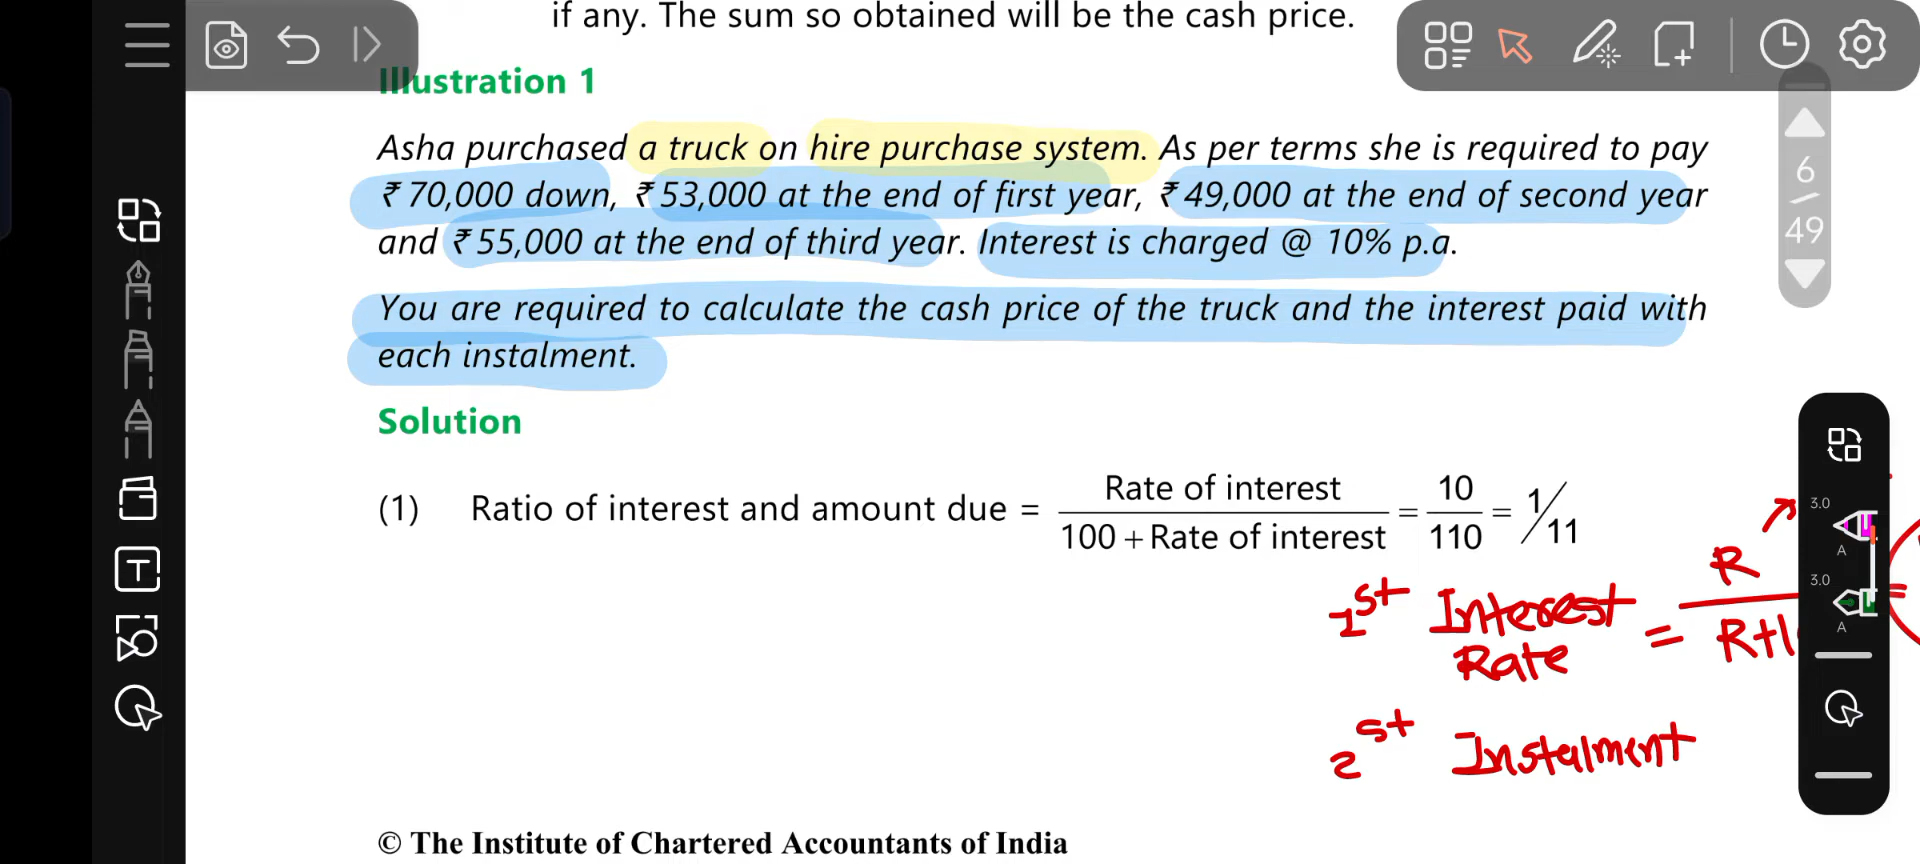 if any. The sum so obtained will be the cash price.
Illustration 1
Asha purchased a truck on hire purchase system. As per terms she is required to pay
₹ 70,000 down, ₹ 53,000 at the end of first year, ₹ 49,000 at the end of second year
and ₹ 55,000 at the end of third year. Interest is charged @ 10% p.a.
You are required to calculate the cash price of the truck and the interest paid with
each instalment.
Solution
(1) Ratio of interest and amount due = Rate of interest / 100 + Rate of interest = 10 / 110 = 1/11
1st Interest Rate = R / R+1
2st Instalment
© The Institute of Chartered Accountants of India
6
49
3.0
A
3.0
A
T